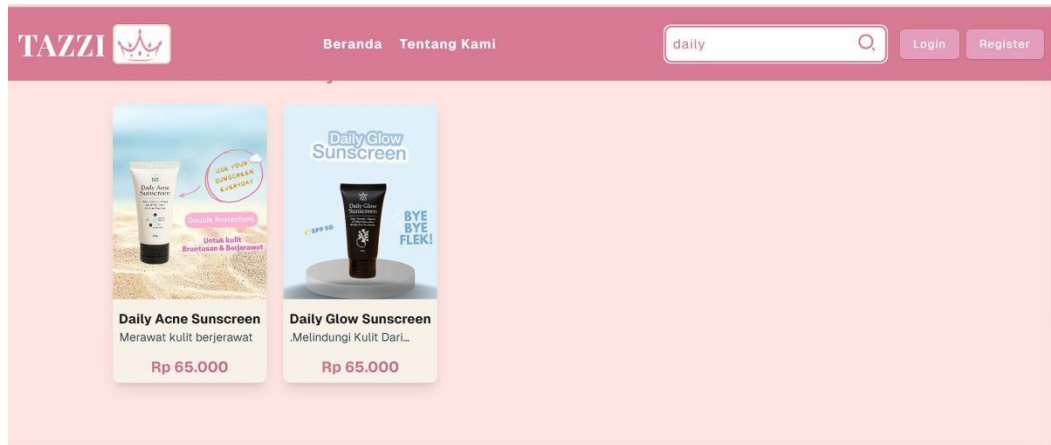 TAZZI
Beranda Tentang Kami
daily
Login Register
Daily Acne
Sunscreen
USE YOUR
SUNSCREEN
EVERYDAY
Double Protection!
Untuk kulit
Bruntusan & Berjerawat
Daily Glow
Sunscreen
Daily Glow
Sunscreen
SPF 50
BYE
BYE
FLEK!
Daily Acne Sunscreen
Merawat kulit berjerawat
Rp 65.000
Daily Glow Sunscreen
.Melindungi Kulit Dari...
Rp 65.000